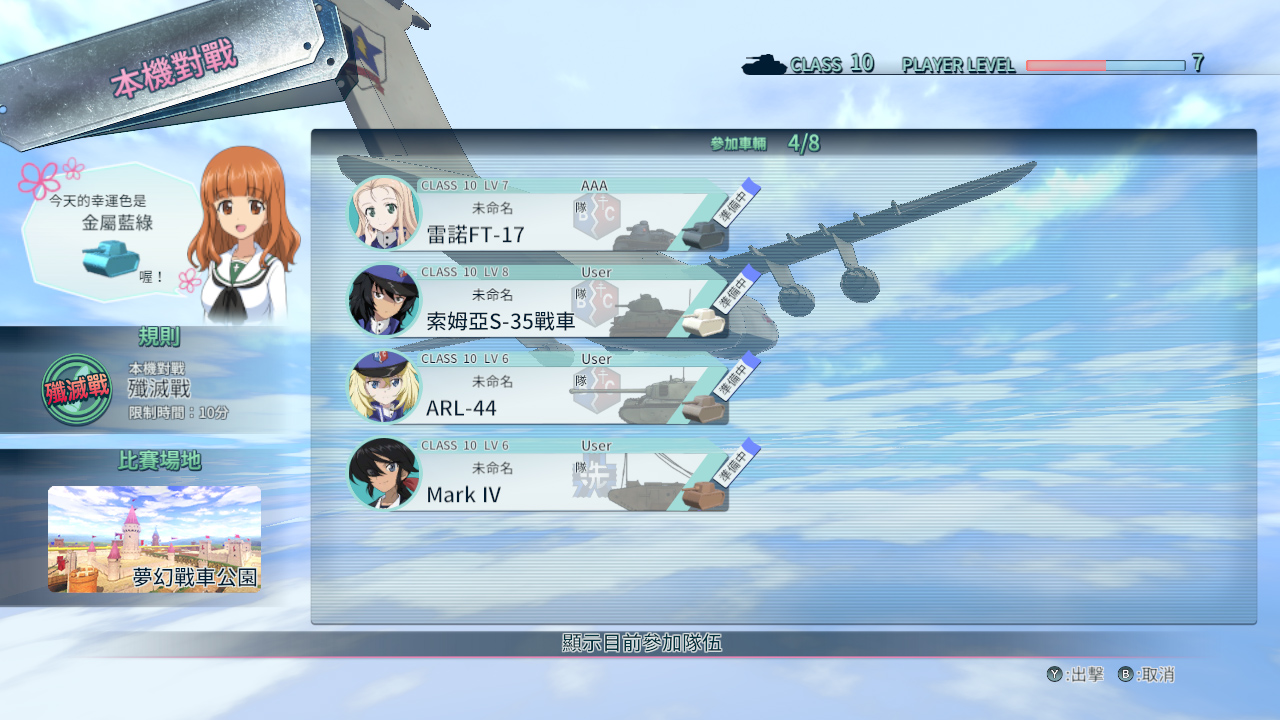 本機對戰
CLASS 10 PLAYER LEVEL 7
參加車輛 4/8
今天的幸運色是
金屬藍綠
喔！
規則
殲滅戰
本機對戰
殲滅戰
限制時間：10分
比賽場地
夢幻戰車公園
CLASS 10 LV 7 AAA
未命名 隊
雷諾FT-17
準備中
CLASS 10 LV 8 User
未命名 隊
索姆亞S-35戰車
準備中
CLASS 10 LV 6 User
未命名 隊
ARL-44
準備中
CLASS 10 LV 6 User
未命名 隊
洗
Mark IV
準備中
顯示目前參加隊伍
Y:出擊 B:取消